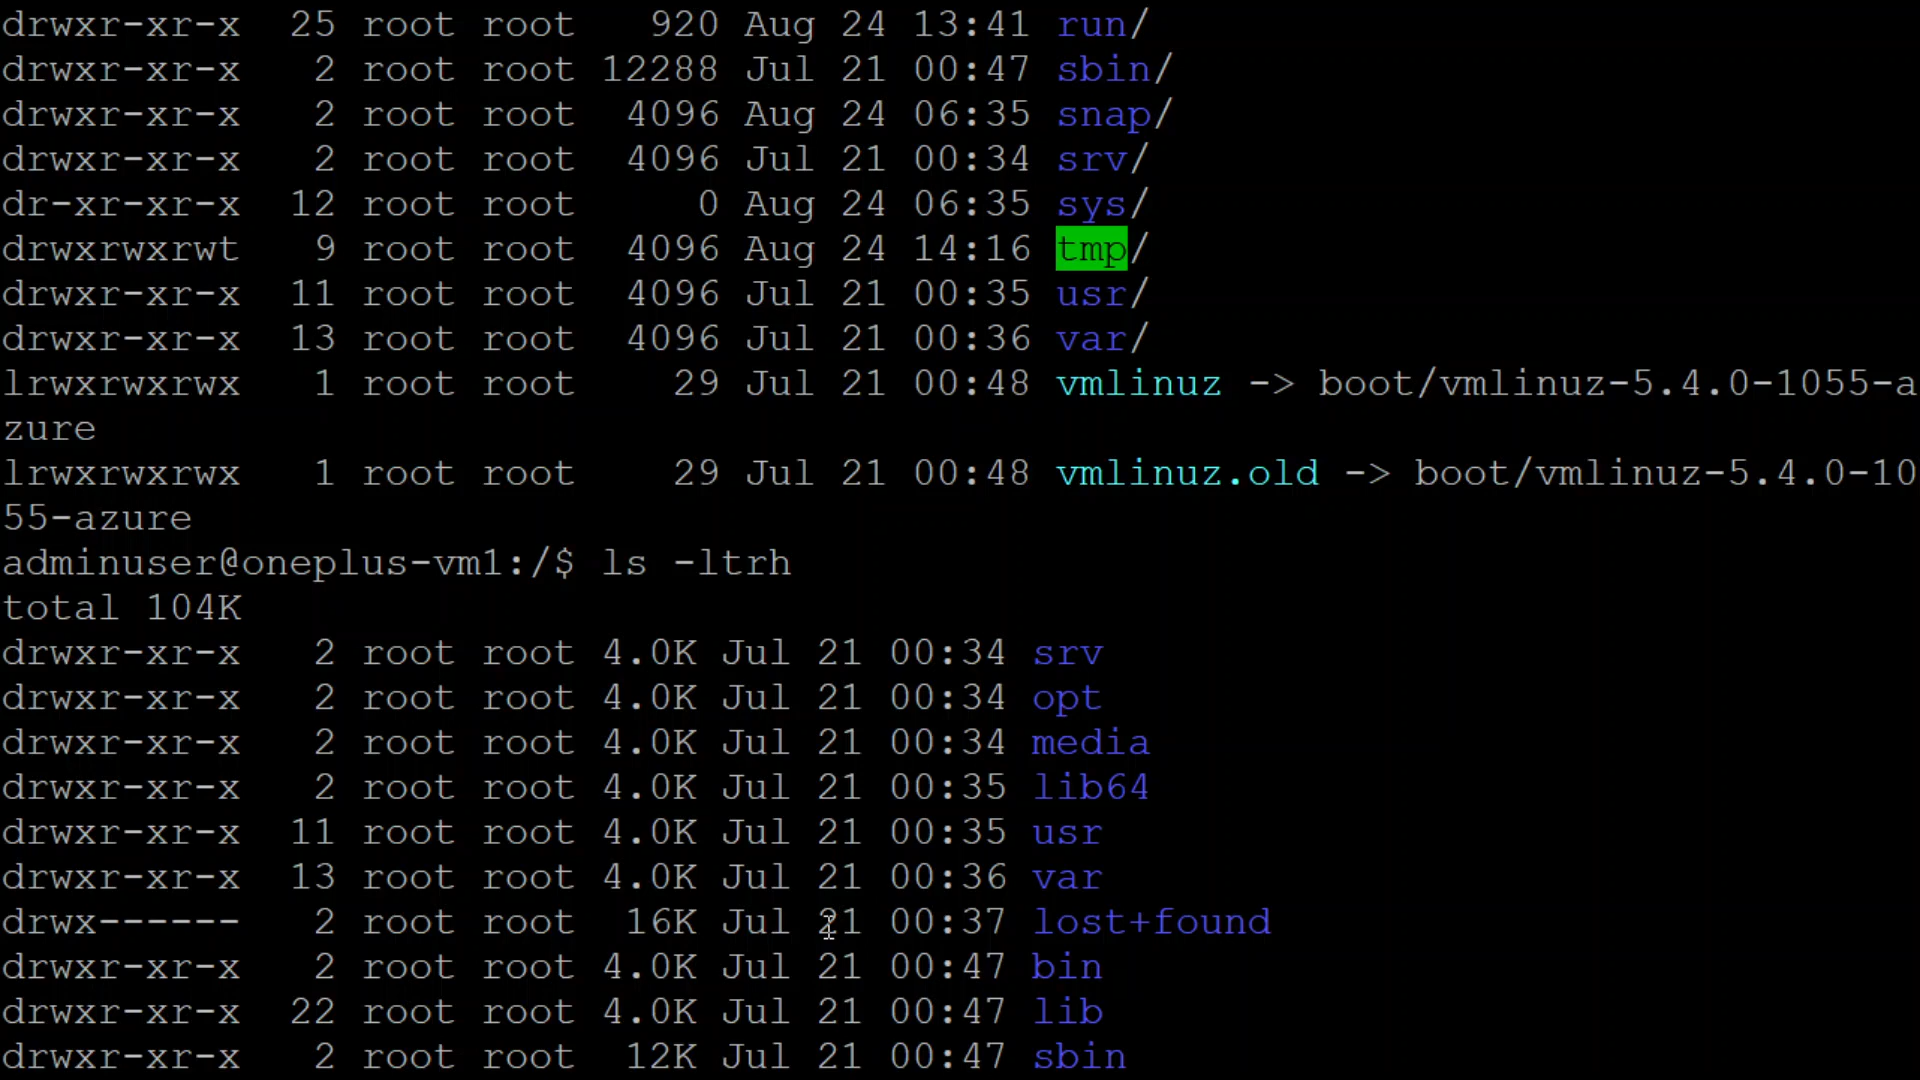 drwxr-xr-x  25 root root   920 Aug 24 13:41 run/
drwxr-xr-x   2 root root 12288 Jul 21 00:47 sbin/
drwxr-xr-x   2 root root  4096 Aug 24 06:35 snap/
drwxr-xr-x   2 root root  4096 Jul 21 00:34 srv/
dr-xr-xr-x  12 root root     0 Aug 24 06:35 sys/
drwxrwxrwt   9 root root  4096 Aug 24 14:16 tmp/
drwxr-xr-x  11 root root  4096 Jul 21 00:35 usr/
drwxr-xr-x  13 root root  4096 Jul 21 00:36 var/
lrwxrwxrwx   1 root root    29 Jul 21 00:48 vmlinuz -> boot/vmlinuz-5.4.0-1055-a
zure
lrwxrwxrwx   1 root root    29 Jul 21 00:48 vmlinuz.old -> boot/vmlinuz-5.4.0-10
55-azure
adminuser@oneplus-vm1:/$ ls -ltrh
total 104K
drwxr-xr-x   2 root root 4.0K Jul 21 00:34 srv
drwxr-xr-x   2 root root 4.0K Jul 21 00:34 opt
drwxr-xr-x   2 root root 4.0K Jul 21 00:34 media
drwxr-xr-x   2 root root 4.0K Jul 21 00:35 lib64
drwxr-xr-x  11 root root 4.0K Jul 21 00:35 usr
drwxr-xr-x  13 root root 4.0K Jul 21 00:36 var
drwx------   2 root root  16K Jul 21 00:37 lost+found
drwxr-xr-x   2 root root 4.0K Jul 21 00:47 bin
drwxr-xr-x  22 root root 4.0K Jul 21 00:47 lib
drwxr-xr-x   2 root root  12K Jul 21 00:47 sbin